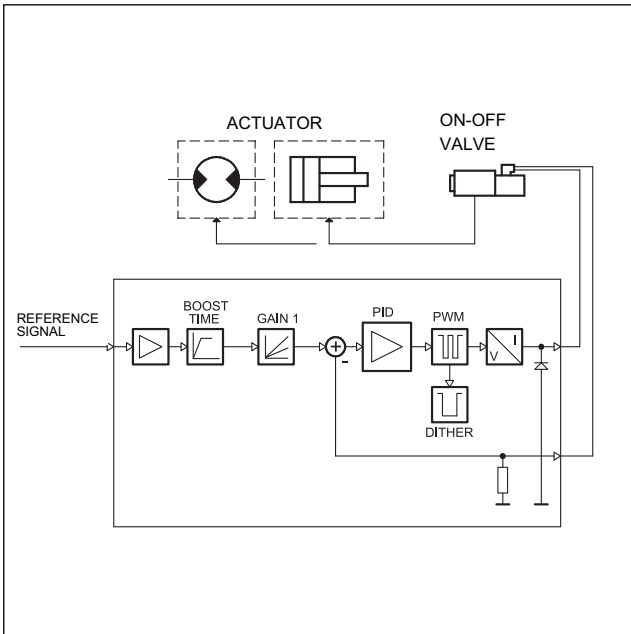 ACTUATOR
ON-OFF
VALVE
REFERENCE
SIGNAL
BOOST
TIME
GAIN 1
+
-
PID
PWM
V
I
DITHER